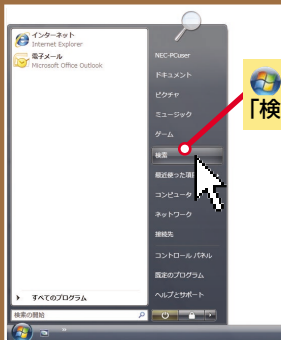 インターネット
Internet Explorer
電子メール
Microsoft Office Outlook
すべてのプログラム
検索の開始
NEC-PCuser
ドキュメント
ピクチャ
ミュージック
ゲーム
検索
最近使った項
コンピュータ
ネットワーク
接続先
コントロール パネル
既定のプログラム
ヘルプとサポート
「検